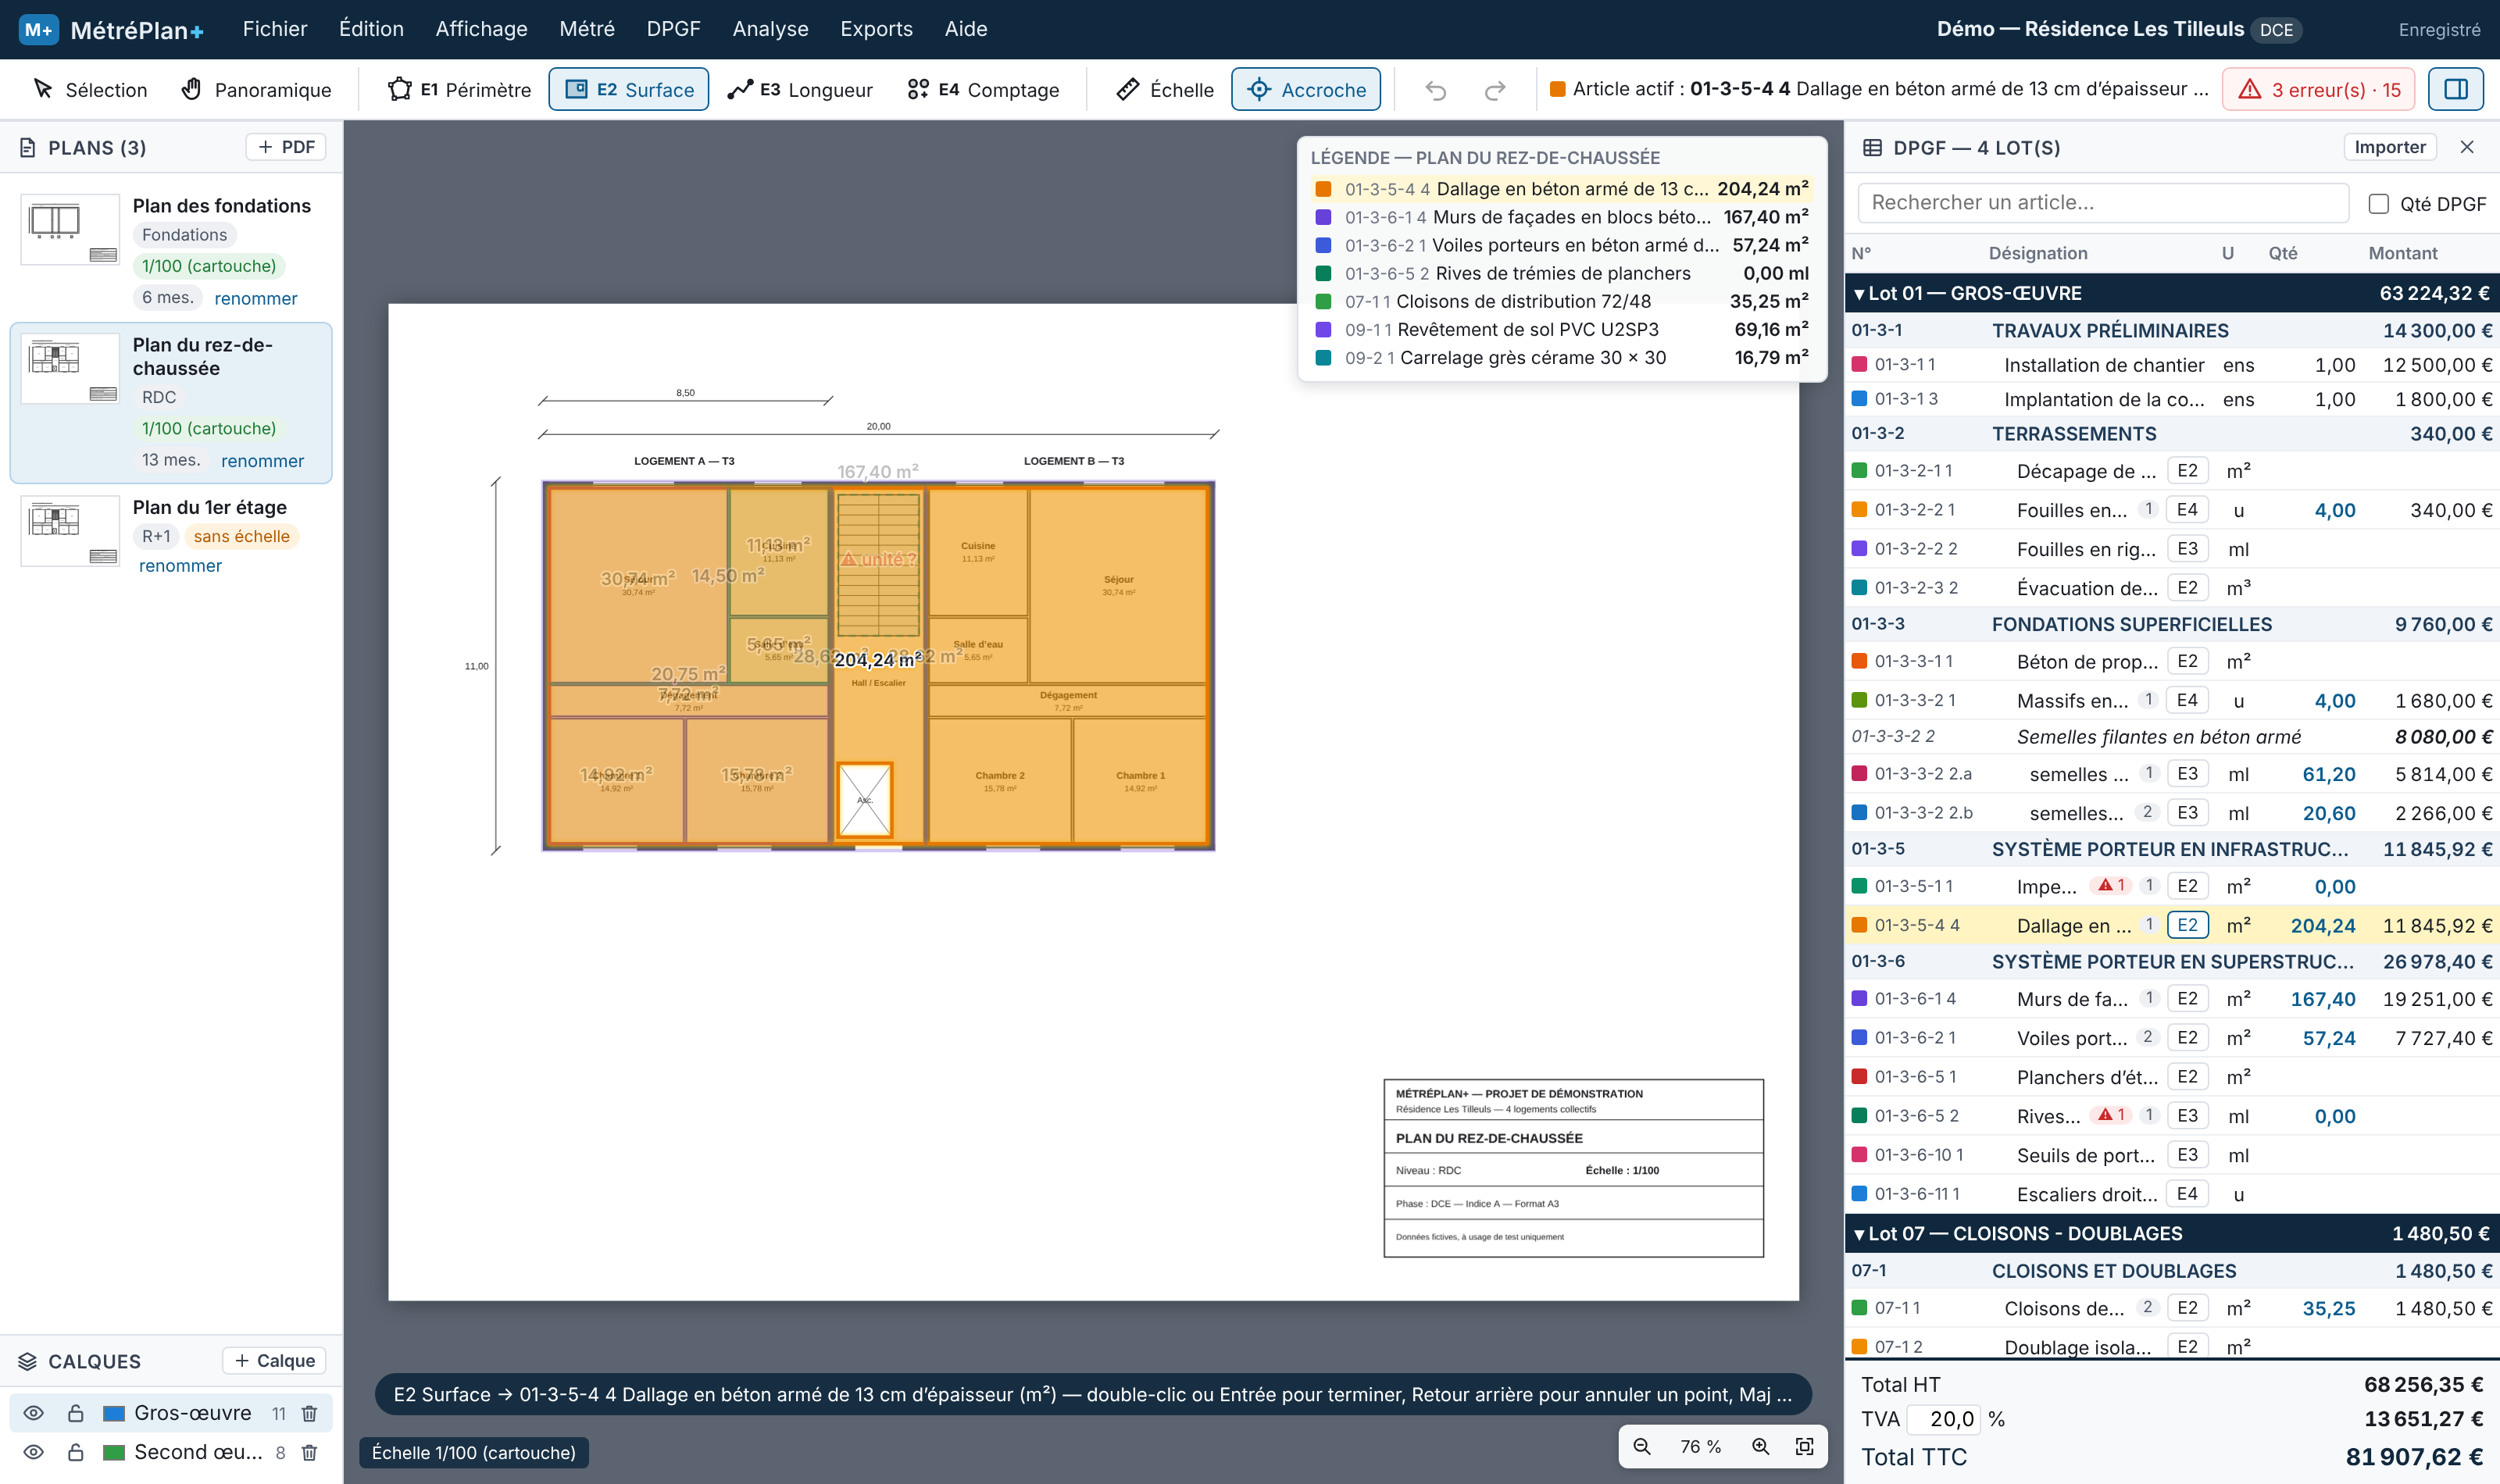 M+ MétréPlan+ Fichier Édition Affichage Métré DPGF Analyse Exports Aide Démo — Résidence Les Tilleuls DCE Enregistré
Sélection Panoramique E1 Périmètre E2 Surface E3 Longueur E4 Comptage Échelle Accroche Article actif : 01-3-5-4 4 Dallage en béton armé de 13 cm d’épaisseur ... 3 erreur(s) · 15
PLANS (3) + PDF
Plan des fondations
Fondations
1/100 (cartouche)
6 mes. renommer
Plan du rez-de-
chaussée
RDC
1/100 (cartouche)
13 mes. renommer
Plan du 1er étage
R+1 sans échelle
renommer
CALQUES + Calque
Gros-œuvre 11
Second œu... 8
LÉGENDE — PLAN DU REZ-DE-CHAUSSÉE
01-3-5-4 4 Dallage en béton armé de 13 c... 204,24 m²
01-3-6-1 4 Murs de façades en blocs béto... 167,40 m²
01-3-6-2 1 Voiles porteurs en béton armé d... 57,24 m²
01-3-6-5 2 Rives de trémies de planchers 0,00 ml
07-1 1 Cloisons de distribution 72/48 35,25 m²
09-1 1 Revêtement de sol PVC U2SP3 69,16 m²
09-2 1 Carrelage grès cérame 30 × 30 16,79 m²
8,50
20,00
LOGEMENT A — T3 LOGEMENT B — T3
167,40 m²
11,13 m²
11,13 m²
unité ?
Cuisine
11,13 m²
30,74 m²
30,74 m²
14,50 m²
Séjour
30,74 m²
5,65 m²
5,65 m²
Salle d'eau
5,65 m²
204,24 m²
11,00
20,75 m²
Hall / Escalier
7,72 m²
7,72 m²
Dégagement
7,72 m²
14,92 m²
14,92 m²
15,78 m²
15,78 m²
Asc.
Chambre 2
15,78 m²
Chambre 1
14,92 m²
MÉTRÉPLAN+ — PROJET DE DÉMONSTRATION
Résidence Les Tilleuls — 4 logements collectifs
PLAN DU REZ-DE-CHAUSSÉE
Niveau : RDC Échelle : 1/100
Phase : DCE — Indice A — Format A3
Données fictives, à usage de test uniquement
E2 Surface → 01-3-5-4 4 Dallage en béton armé de 13 cm d’épaisseur (m²) — double-clic ou Entrée pour terminer, Retour arrière pour annuler un point, Maj ...
Échelle 1/100 (cartouche)
76 %
DPGF — 4 LOT(S) Importer
Rechercher un article... Qté DPGF
N° Désignation U Qté Montant
▾ Lot 01 — GROS-ŒUVRE 63 224,32 €
01-3-1 TRAVAUX PRÉLIMINAIRES 14 300,00 €
01-3-1 1 Installation de chantier ens 1,00 12 500,00 €
01-3-1 3 Implantation de la co... ens 1,00 1 800,00 €
01-3-2 TERRASSEMENTS 340,00 €
01-3-2-1 1 Décapage de ... E2 m²
01-3-2-2 1 Fouilles en... 1 E4 u 4,00 340,00 €
01-3-2-2 2 Fouilles en rig... E3 ml
01-3-2-3 2 Évacuation de... E2 m³
01-3-3 FONDATIONS SUPERFICIELLES 9 760,00 €
01-3-3-1 1 Béton de prop... E2 m²
01-3-3-2 1 Massifs en... 1 E4 u 4,00 1 680,00 €
01-3-3-2 2 Semelles filantes en béton armé 8 080,00 €
01-3-3-2 2.a semelles ... 1 E3 ml 61,20 5 814,00 €
01-3-3-2 2.b semelles... 2 E3 ml 20,60 2 266,00 €
01-3-5 SYSTÈME PORTEUR EN INFRASTRUC... 11 845,92 €
01-3-5-1 1 Impe... 1 1 E2 m² 0,00
01-3-5-4 4 Dallage en ... 1 E2 m² 204,24 11 845,92 €
01-3-6 SYSTÈME PORTEUR EN SUPERSTRUC... 26 978,40 €
01-3-6-1 4 Murs de fa... 1 E2 m² 167,40 19 251,00 €
01-3-6-2 1 Voiles port... 2 E2 m² 57,24 7 727,40 €
01-3-6-5 1 Planchers d’ét... E2 m²
01-3-6-5 2 Rives... 1 1 E3 ml 0,00
01-3-6-10 1 Seuils de port... E3 ml
01-3-6-11 1 Escaliers droit... E4 u
▾ Lot 07 — CLOISONS - DOUBLAGES 1 480,50 €
07-1 CLOISONS ET DOUBLAGES 1 480,50 €
07-1 1 Cloisons de... 2 E2 m² 35,25 1 480,50 €
07-1 2 Doublage isola... E2 m²
Total HT 68 256,35 €
TVA 20,0 % 13 651,27 €
Total TTC 81 907,62 €